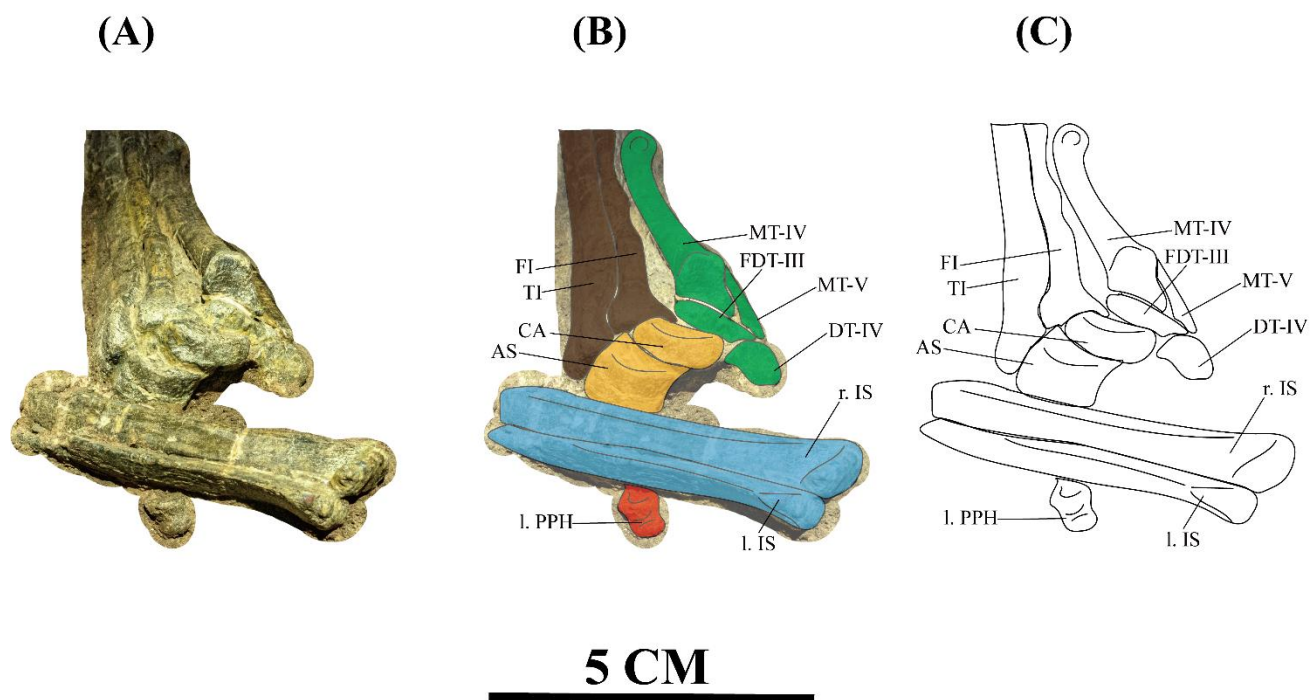 (A)
(B)
(C)
MT-IV
FDT-III
FI
TI
MT-V
CA
DT-IV
AS
r. IS
l. PPH
l. IS
MT-IV
FDT-III
FI
TI
MT-V
CA
DT-IV
AS
r. IS
l. PPH
l. IS
5 CM